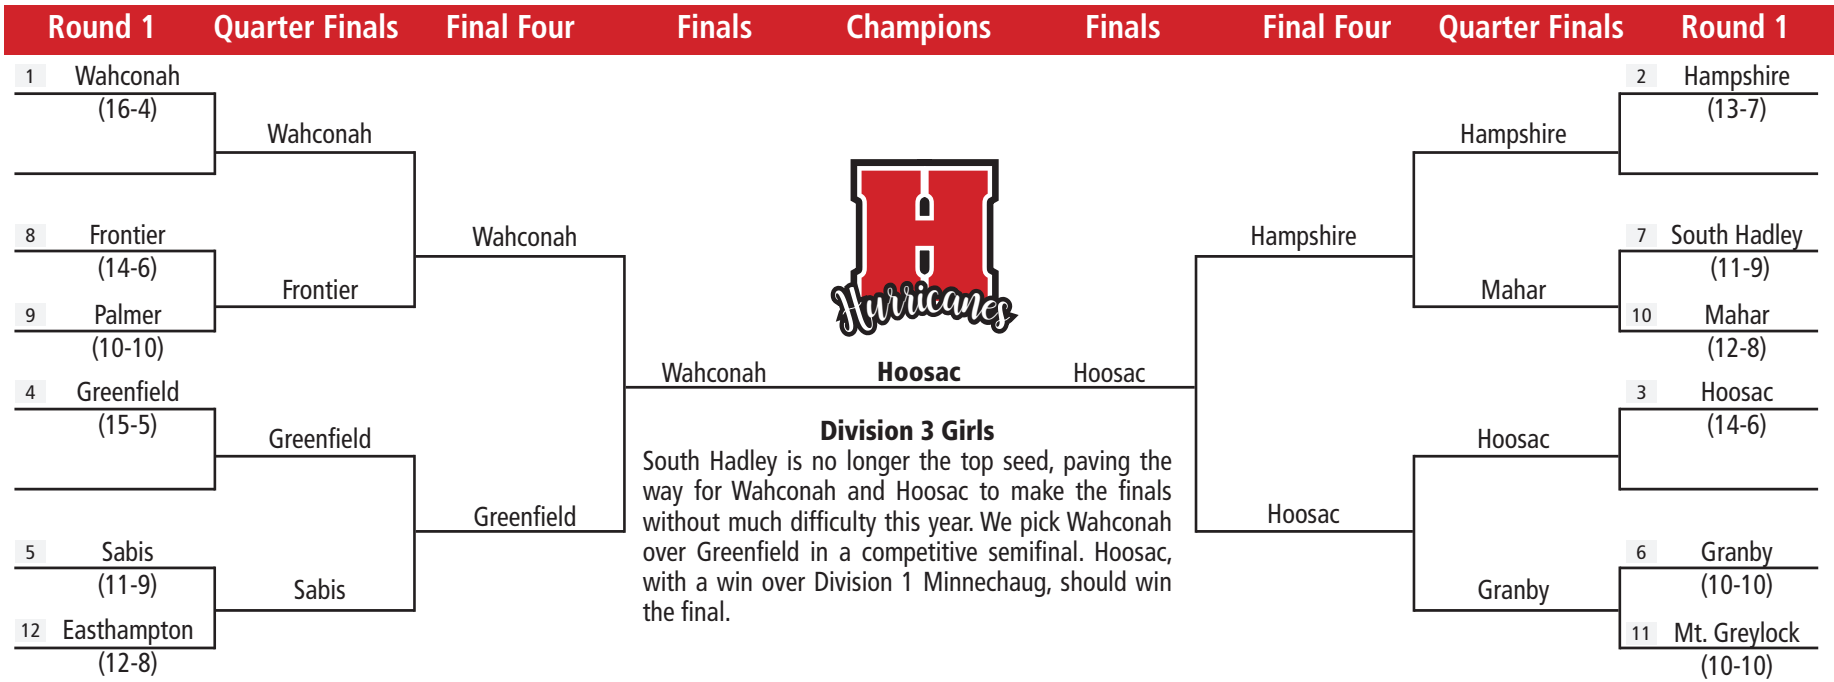 Round 1 Quarter Finals Final Four Finals Champions Finals Final Four Quarter Finals Round 1
1 Wahconah
(16-4)
Wahconah
8 Frontier
(14-6)
Frontier
9 Palmer
(10-10)
Wahconah
4 Greenfield
(15-5)
Greenfield
5 Sabis
(11-9)
Sabis
12 Easthampton
(12-8)
Greenfield
Wahconah
Hurricanes
H
Hoosac
Division 3 Girls
South Hadley is no longer the top seed, paving the
way for Wahconah and Hoosac to make the finals
without much difficulty this year. We pick Wahconah
over Greenfield in a competitive semifinal. Hoosac,
with a win over Division 1 Minnechaug, should win
the final.
Hoosac
Hampshire
Hoosac
Hampshire
Mahar
Hoosac
Granby
2 Hampshire
(13-7)
7 South Hadley
(11-9)
10 Mahar
(12-8)
3 Hoosac
(14-6)
6 Granby
(10-10)
11 Mt. Greylock
(10-10)